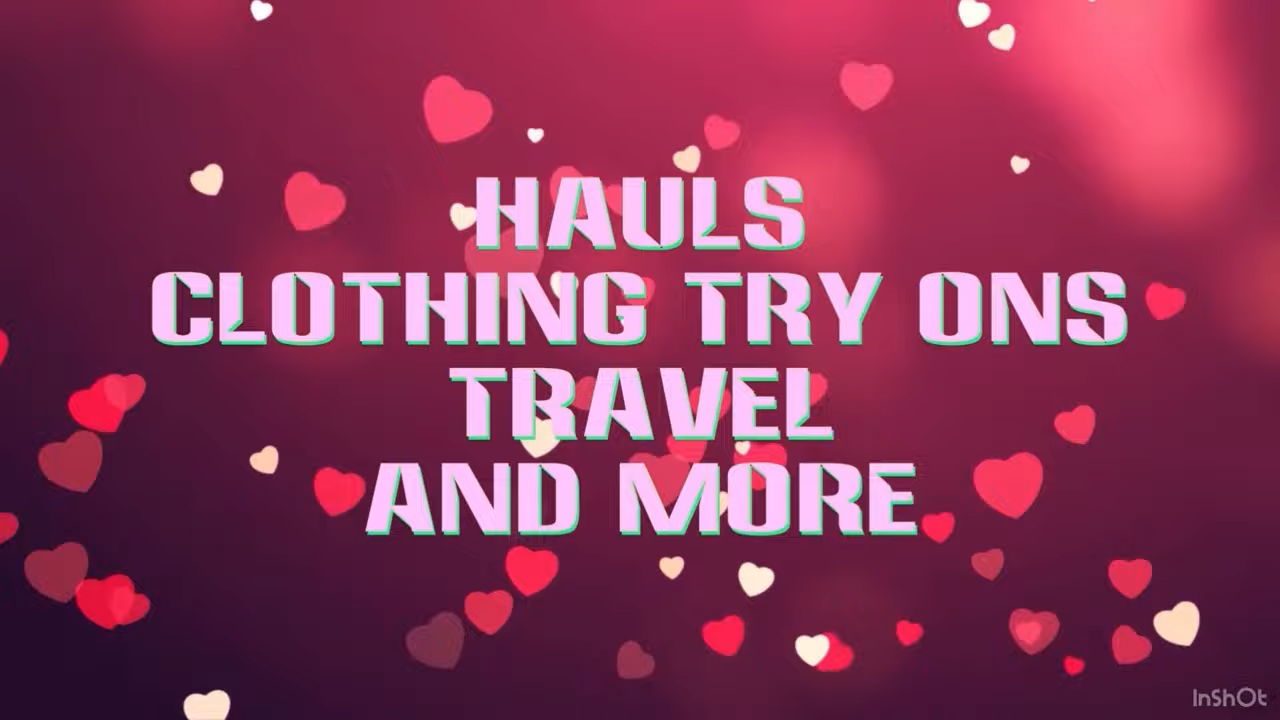 HAULS
CLOTHING TRY ONS
TRAVEL
AND MORE
InShOt